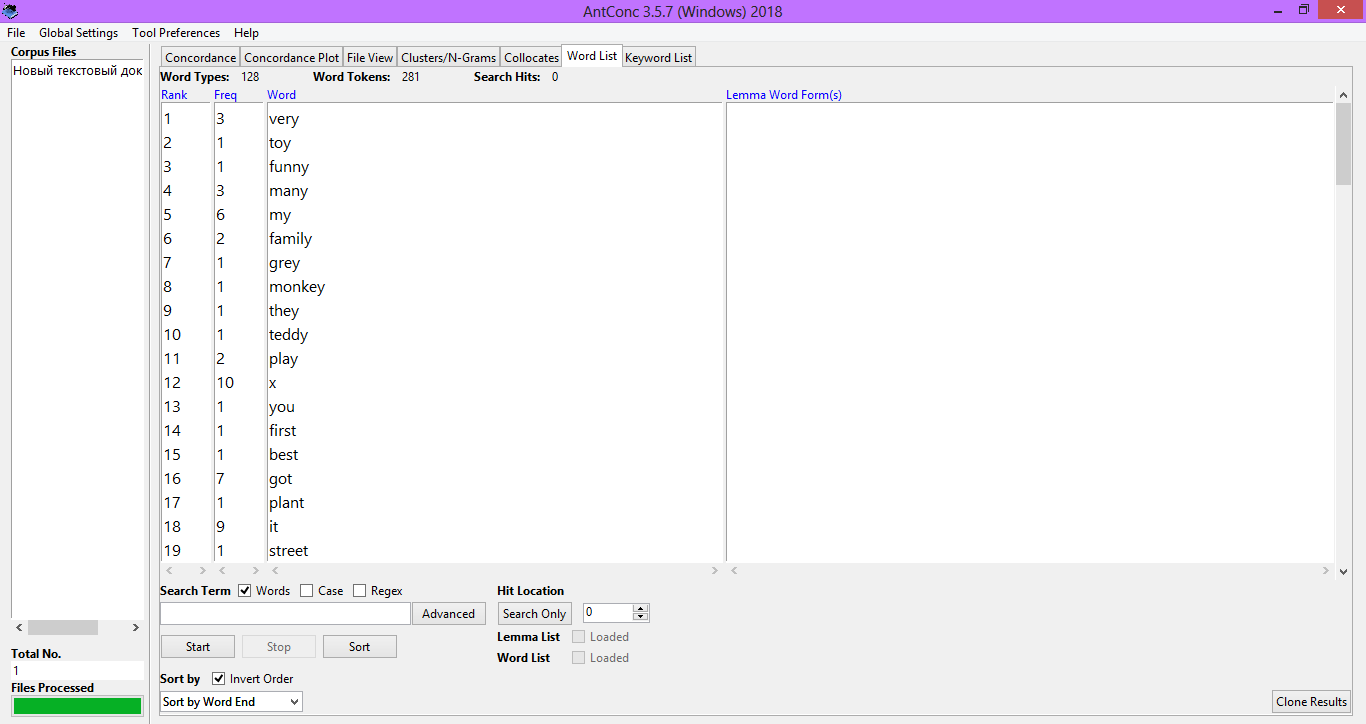 AntConc 3.5.7 (Windows) 2018
File Global Settings Tool Preferences Help
Corpus Files
Новый текстовый док
Total No.
1
Files Processed
Concordance Concordance Plot File View Clusters/N-Grams Collocates Word List Keyword List
Word Types: 128 Word Tokens: 281 Search Hits: 0
Rank Freq Word Lemma Word Form(s)
1 3 very
2 1 toy
3 1 funny
4 3 many
5 6 my
6 2 family
7 1 grey
8 1 monkey
9 1 they
10 1 teddy
11 2 play
12 10 x
13 1 you
14 1 first
15 1 best
16 7 got
17 1 plant
18 9 it
19 1 street
Search Term Words Case Regex Hit Location
Advanced Search Only 0
Start Stop Sort Lemma List Loaded
Word List Loaded
Sort by Invert Order
Sort by Word End Clone Results